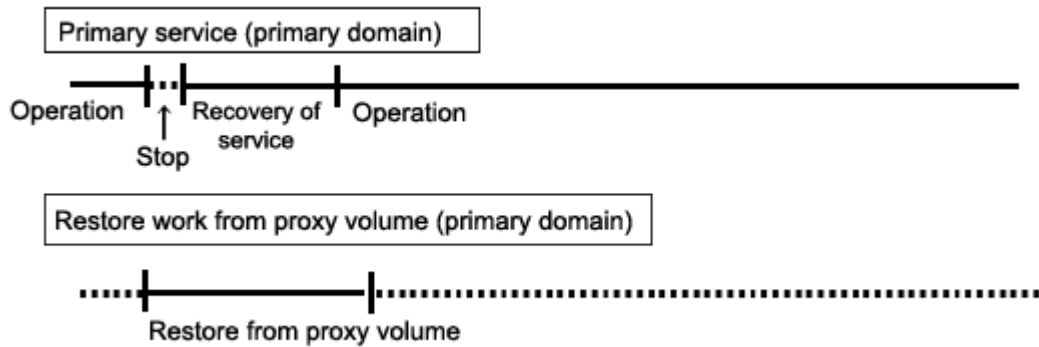 Primary service (primary domain)
Operation
Stop
Recovery of
service
Operation
Restore work from proxy volume (primary domain)
Restore from proxy volume